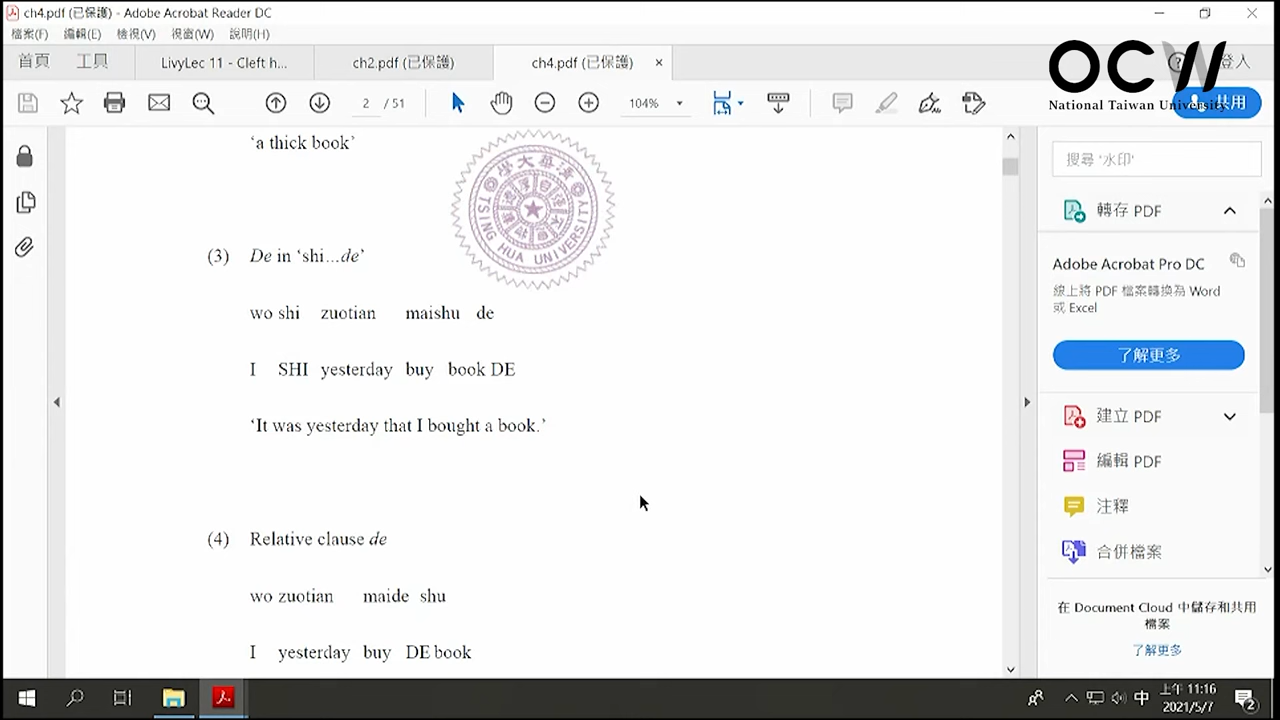 ch4.pdf (已保護) - Adobe Acrobat Reader DC
檔案(F) 編輯(E) 檢視(V) 視窗(W) 說明(H)
首頁 工具 LivyLec 11 - Cleft h... ch2.pdf (已保護) ch4.pdf (已保護) × 登入
OCW
National Taiwan University
2 / 51 104% 共用
'a thick book'
TSING HUA UNIVERSITY
(3) De in 'shi...de'
wo shi zuotian maishu de
I SHI yesterday buy book DE
'It was yesterday that I bought a book.'
(4) Relative clause de
wo zuotian maide shu
I yesterday buy DE book
搜尋 '水印'
轉存 PDF
Adobe Acrobat Pro DC
線上將 PDF 檔案轉換為 Word
或 Excel
了解更多
建立 PDF
編輯 PDF
注釋
合併檔案
在 Document Cloud 中儲存和共用
檔案
了解更多
中 上午 11:16
2021/5/7
2